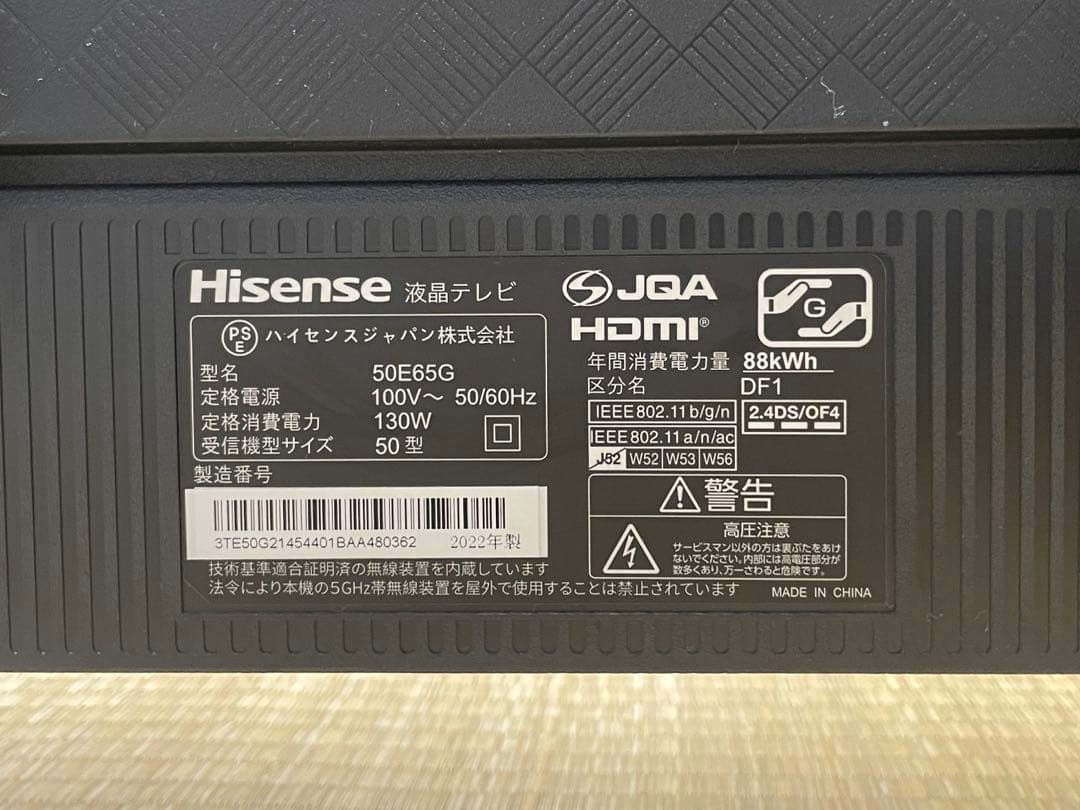 Hisense 液晶テレビ
PS
E
ハイセンスジャパン株式会社
型名 50E65G
定格電源 100V～ 50/60Hz
定格消費電力 130W
受信機型サイズ 50型
製造番号
3TE50G21454401BAA480362 2022年製
技術基準適合証明済の無線装置を内蔵しています
法令により本機の5GHz帯無線装置を屋外で使用することは禁止されています
JQA
HDMI®
G
年間消費電力量 88kWh
区分名 DF1
IEEE802.11b/g/n 2.4DS/OF4
IEEE802.11a/n/ac
J52 W52 W53 W56
警告
高圧注意
サービスマン以外の方は裏ぶたをあけ
ないでください。内部には高電圧部分が
数多くあり、万一さわると危険です。
MADE IN CHINA